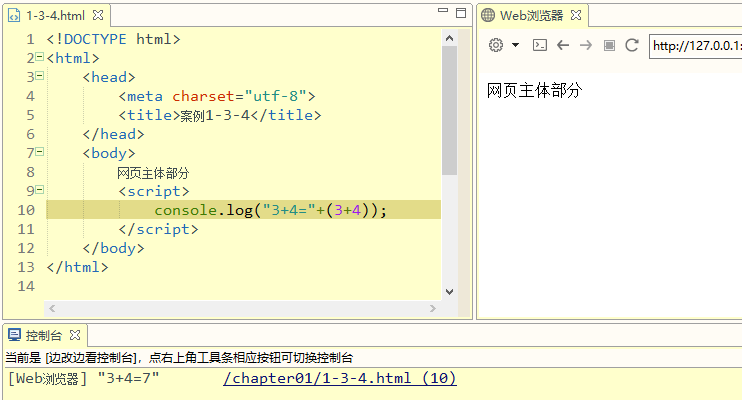 1-3-4.html
1 <!DOCTYPE html>
2 <html>
3 <head>
4 <meta charset="utf-8">
5 <title>案例1-3-4</title>
6 </head>
7 <body>
8 网页主体部分
9 <script>
10 console.log("3+4="+(3+4));
11 </script>
12 </body>
13 </html>
14
Web浏览器
http://127.0.0.1:
网页主体部分
控制台
当前是 [边改边看控制台]，点右上角工具条相应按钮可切换控制台
[Web浏览器] "3+4=7" /chapter01/1-3-4.html (10)